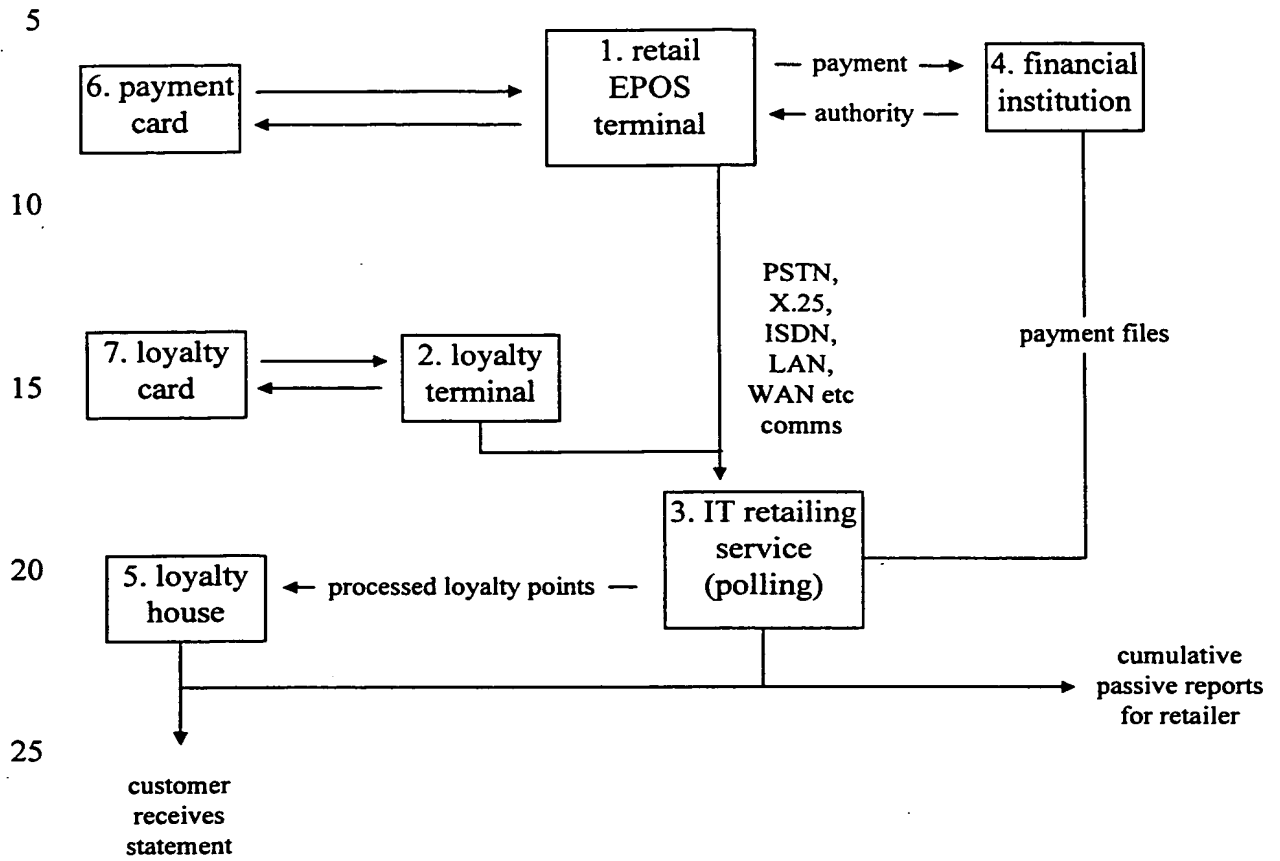 5
1. retail
EPOS
terminal
payment
authority
4. financial
institution
6. payment
card
10
PSTN,
X.25,
ISDN,
LAN,
WAN etc
comms
payment files
7. loyalty
card
2. loyalty
terminal
15
3. IT retailing
service
(polling)
20
5. loyalty
house
processed loyalty points
cumulative
passive reports
for retailer
25
customer
receives
statement